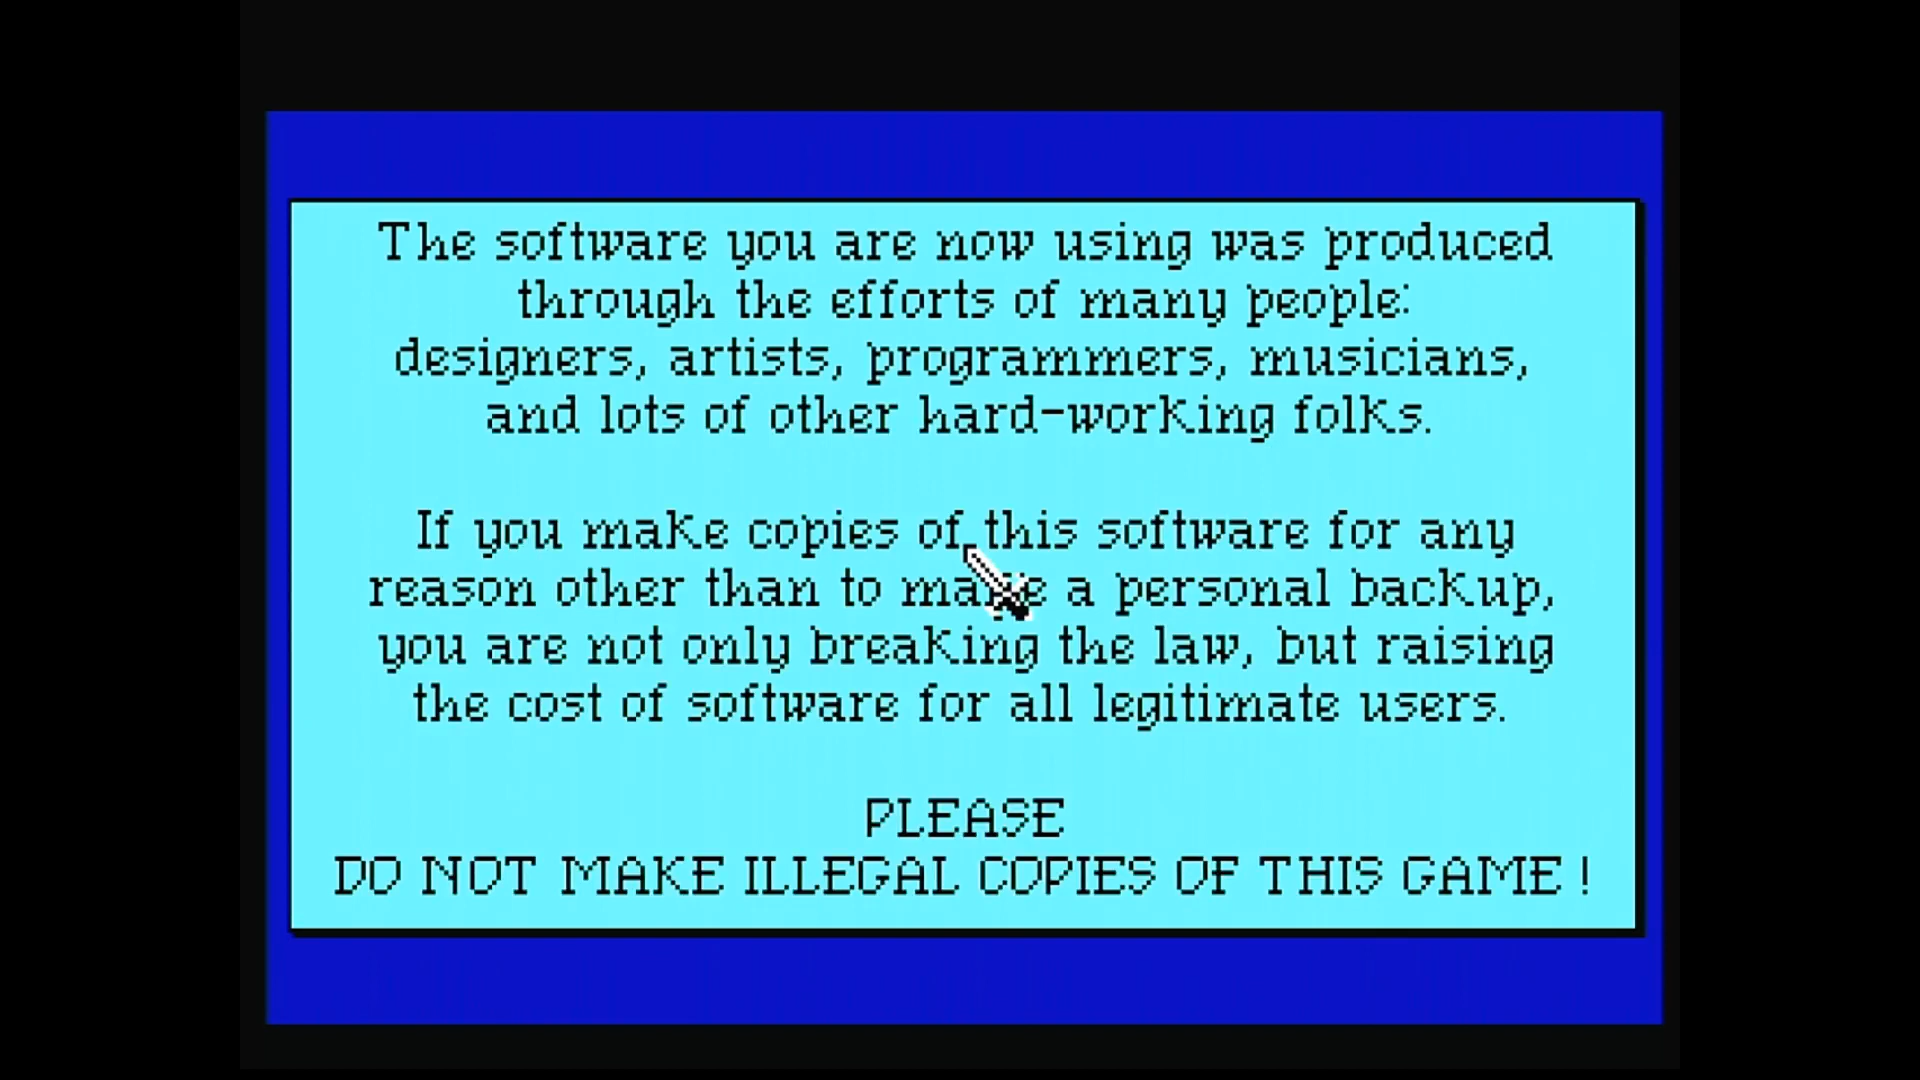 The software you are now using was produced
through the efforts of many people:
designers, artists, programmers, musicians,
and lots of other hard-working folks.
If you make copies of this software for any
reason other than to make a personal backup,
you are not only breaking the law, but raising
the cost of software for all legitimate users.
PLEASE
DO NOT MAKE ILLEGAL COPIES OF THIS GAME !